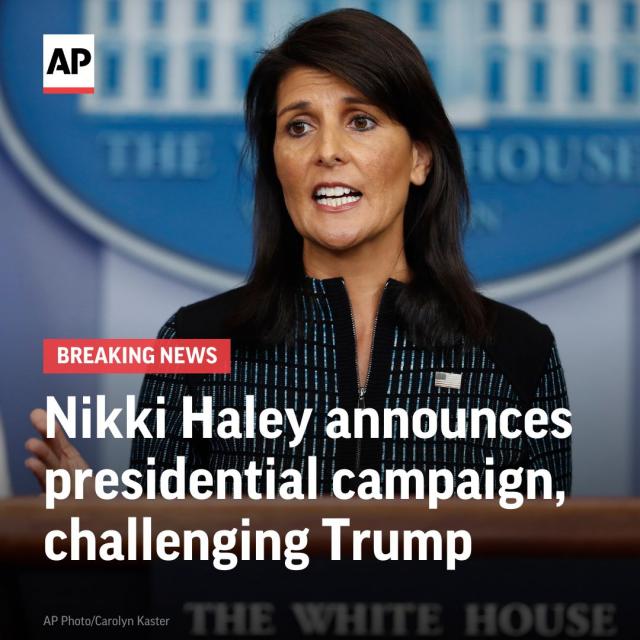 AP
THE WHITE HOUSE
BREAKING NEWS
Nikki Haley announces
presidential campaign,
challenging Trump
AP Photo/Carolyn Kaster
THE WHITE HOUSE